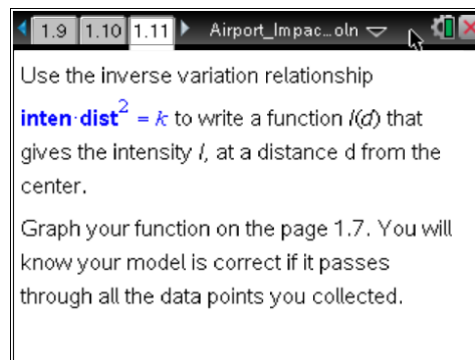 1.9 1.10 1.11 Airport_Impac…oln
Use the inverse variation relationship
inten·dist² = k to write a function I(d) that
gives the intensity I, at a distance d from the
center.
Graph your function on the page 1.7. You will
know your model is correct if it passes
through all the data points you collected.